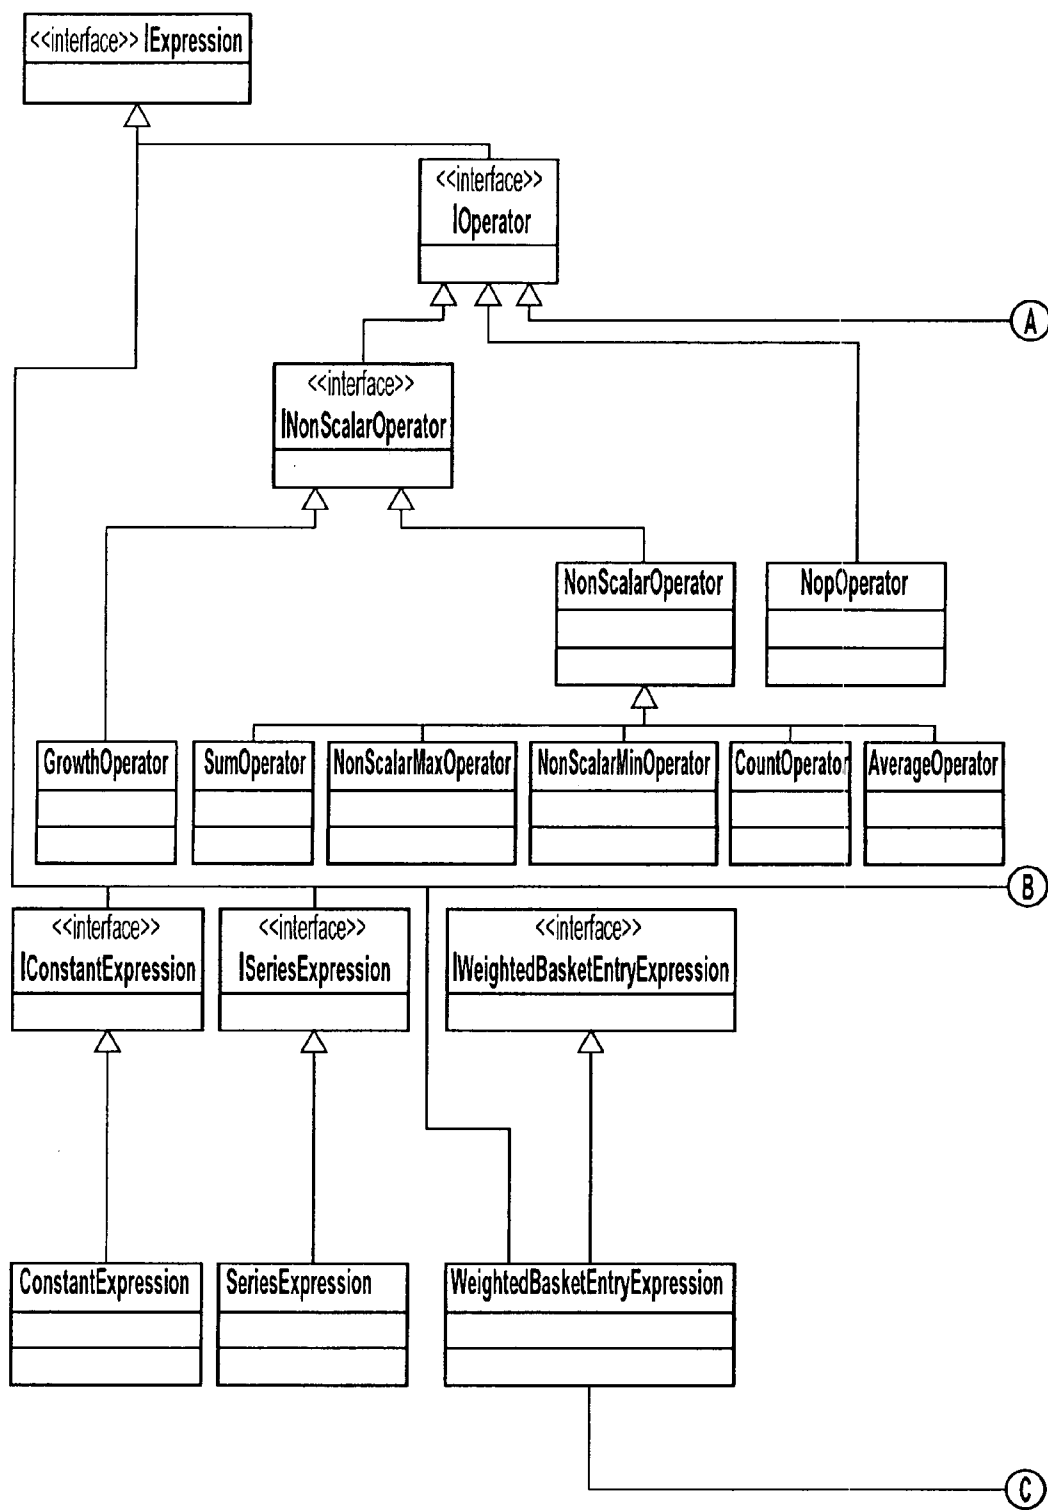 <<interface>> IExpression
<<interface>>
IOperator
A
<<interface>>
INonScalarOperator
NonScalarOperator
NopOperator
GrowthOperator
SumOperator
NonScalarMaxOperator
NonScalarMinOperator
CountOperator
AverageOperator
B
<<interface>>
IConstantExpression
<<interface>>
ISeriesExpression
<<interface>>
IWeightedBasketEntryExpression
ConstantExpression
SeriesExpression
WeightedBasketEntryExpression
C